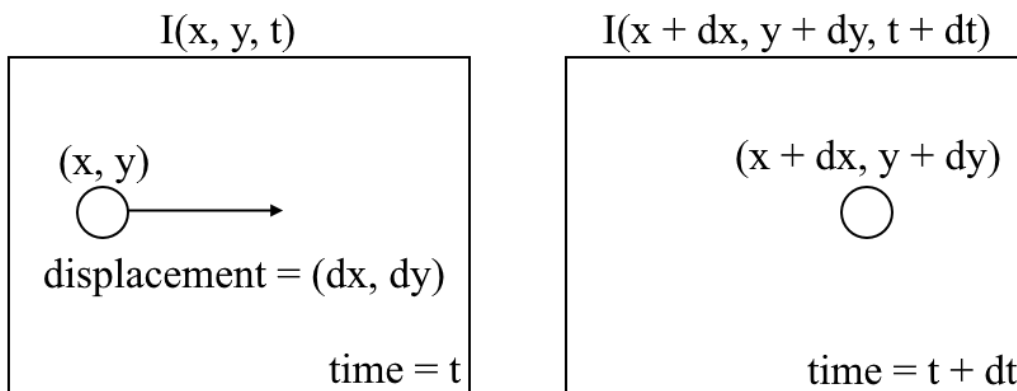 I(x, y, t)
(x, y)
displacement = (dx, dy)
time = t
I(x + dx, y + dy, t + dt)
(x + dx, y + dy)
time = t + dt